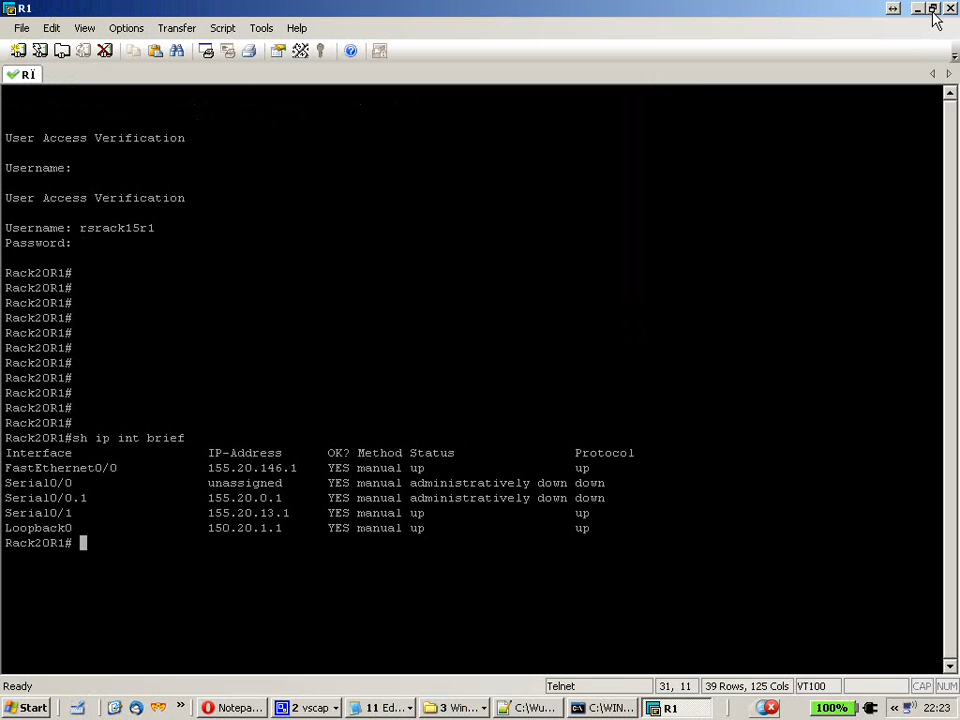 R1
File Edit View Options Transfer Script Tools Help
RÏ
User Access Verification
Username:
User Access Verification
Username: rsrack15r1
Password:
Rack20R1#
Rack20R1#
Rack20R1#
Rack20R1#
Rack20R1#
Rack20R1#
Rack20R1#
Rack20R1#
Rack20R1#
Rack20R1#
Rack20R1#
Rack20R1#sh ip int brief
Interface IP-Address OK? Method Status Protocol
FastEthernet0/0 155.20.146.1 YES manual up up
Serial0/0 unassigned YES manual administratively down down
Serial0/0.1 155.20.0.1 YES manual administratively down down
Serial0/1 155.20.13.1 YES manual up up
Loopback0 150.20.1.1 YES manual up up
Rack20R1#
Ready Telnet 31, 11 39 Rows, 125 Cols VT100 CAP NUM
Start Notepa... 2 vscap 11 Ed... 3 Win... C:\Wu... C:\WIN... R1 100% 22:23